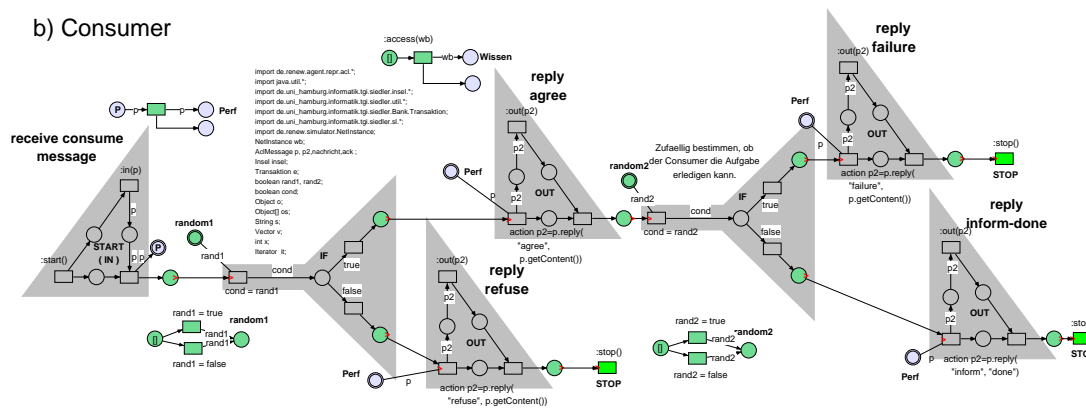 b) Consumer
receive consume
message
:in(p)
p
START
( IN )
:start()
p
p
P
P
p
p
p
Perf
import de.renew.agent.repr.acl.*;
import java.util.*;
import de.uni_hamburg.informatik.tgi.siedler.insel.*;
import de.uni_hamburg.informatik.tgi.siedler.util.*;
import de.uni_hamburg.informatik.tgi.siedler.Bank.Transaktion;
import de.uni_hamburg.informatik.tgi.siedler.sl.*;
import de.renew.simulator.NetInstance;
NetInstance wb;
AclMessage p, p2,nachricht,ack ;
Insel insel;
Transaktion e;
boolean rand1, rand2;
boolean cond;
Object o;
Object[] os;
String s;
Vector v;
int x;
Iterator it;
random1
rand1
cond
cond = rand1
IF
true
false
rand1 = true
[]
rand1
rand1
random1
rand1 = false
:access(wb)
[]
wb
Wissen
reply
agree
:out(p2)
p2
p2
OUT
Perf
p
action p2=p.reply(
"agree",
p.getContent())
reply
refuse
:out(p2)
p2
p2
OUT
Perf
p
action p2=p.reply(
"refuse", p.getContent())
:stop()
STOP
Zufaellig bestimmen, ob
der Consumer die Aufgabe
erledigen kann.
random2
rand2
cond
cond = rand2
IF
true
false
rand2 = true
[]
rand2
rand2
random2
rand2 = false
reply
failure
:out(p2)
p2
p2
OUT
Perf
p
action p2=p.reply(
"failure",
p.getContent())
:stop()
STOP
reply
inform-done
:out(p2)
p2
p2
OUT
Perf
p
action p2=p.reply(
"inform", "done")
:stop()